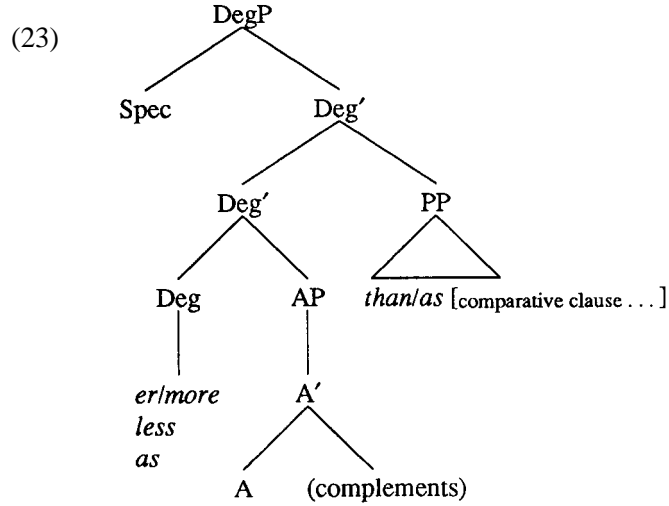 (23)
DegP
Spec Deg′
Deg′ PP
Deg AP than/as [comparative clause . . . ]
er/more A′
less
as
A (complements)